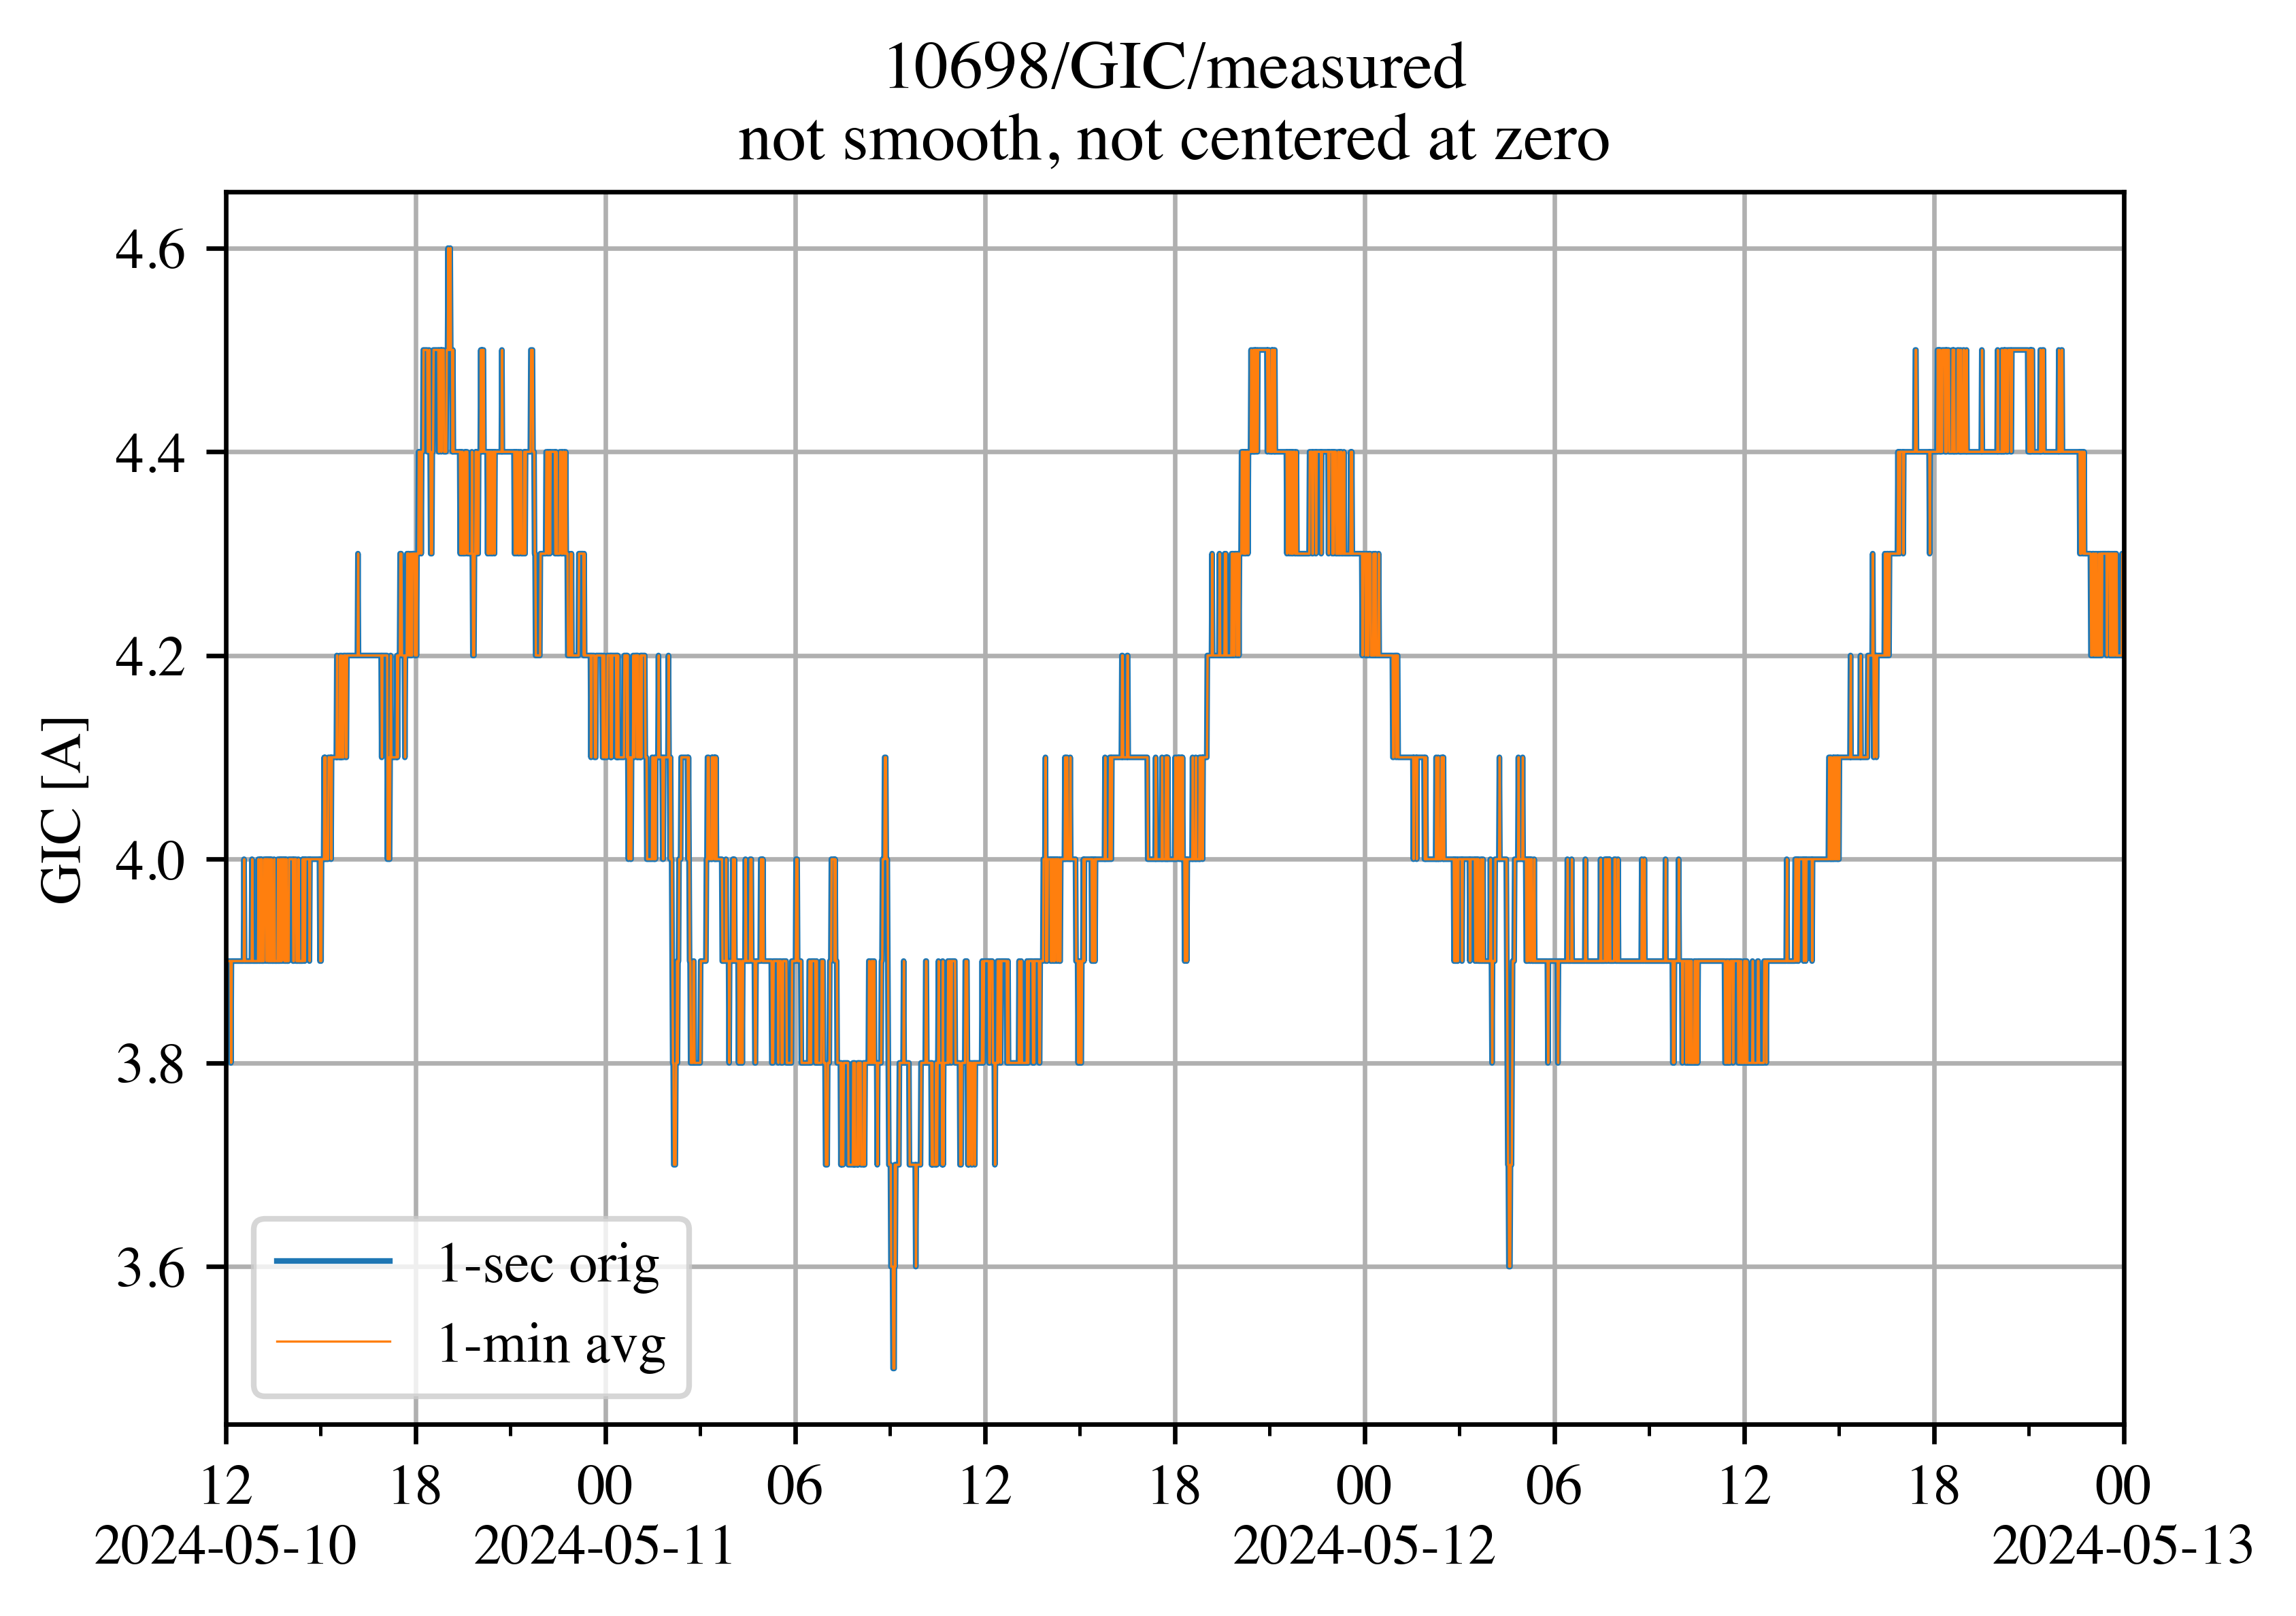 10698/GIC/measured
not smooth, not centered at zero
GIC [A]
4.6
4.4
4.2
4.0
3.8
3.6
1-sec orig
1-min avg
12 18 00 06 12 18 00 06 12 18 00
2024-05-10 2024-05-11 2024-05-12 2024-05-13